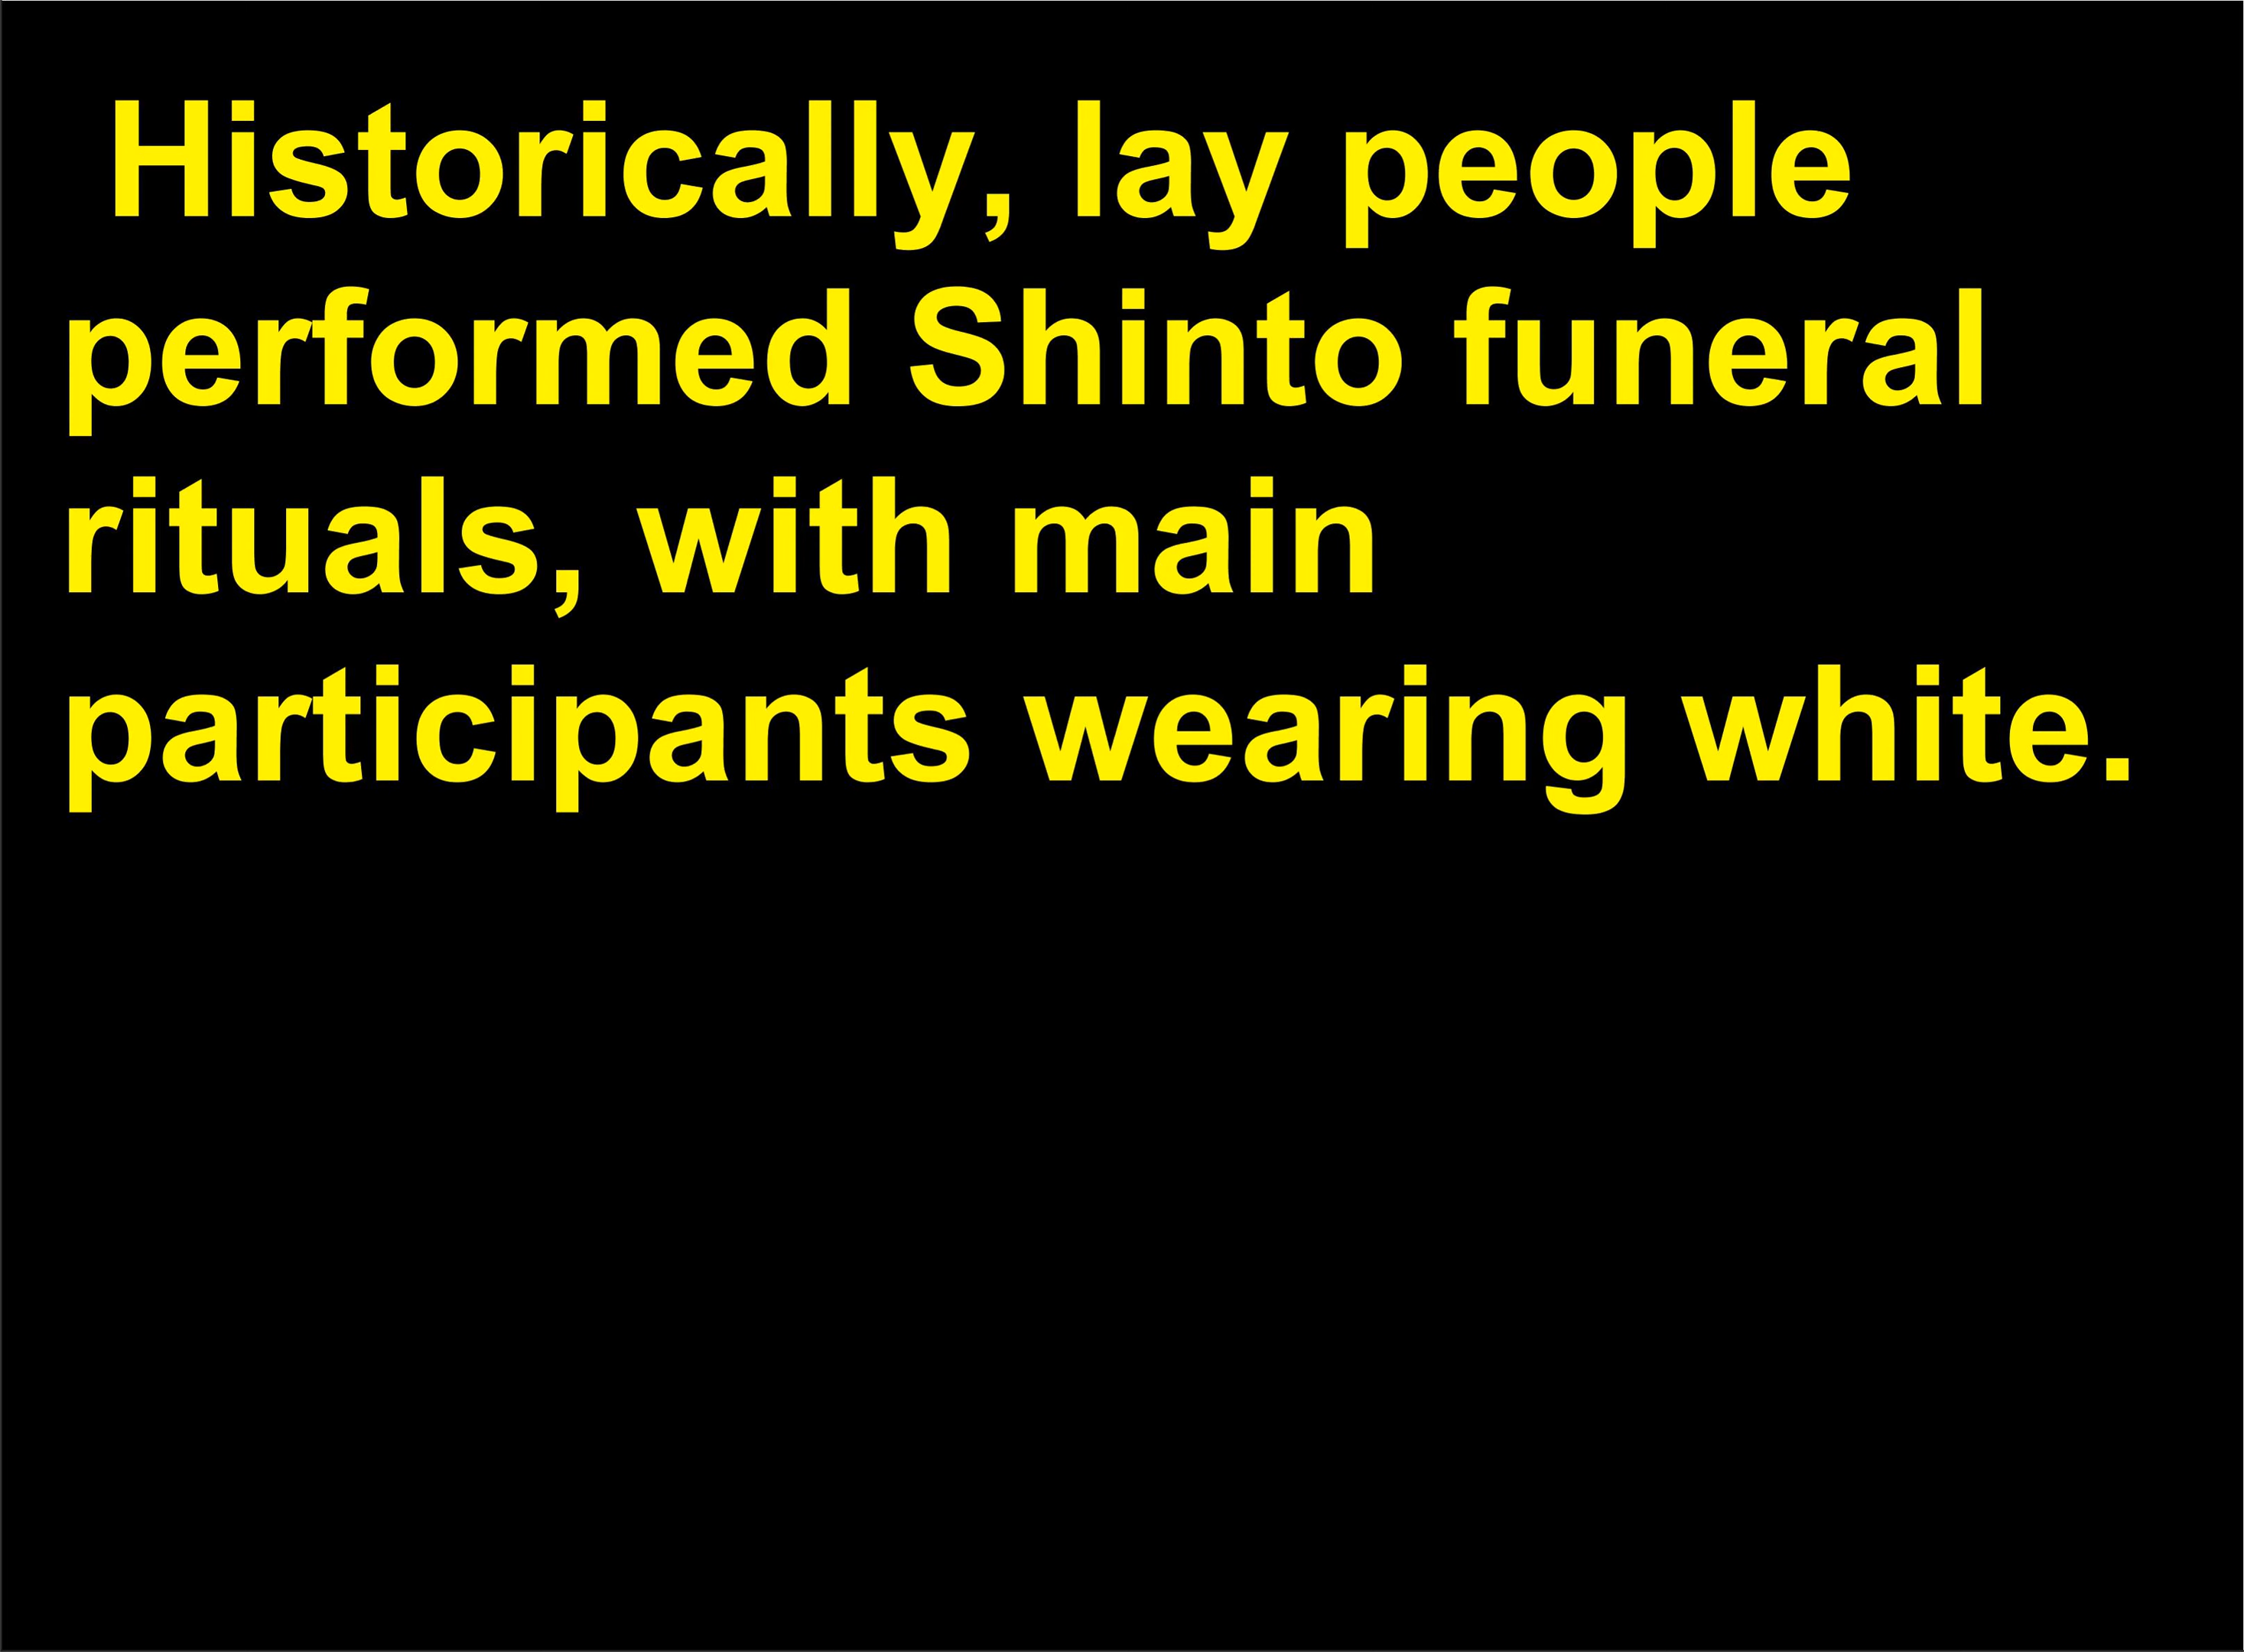 Historically, lay people
performed Shinto funeral
rituals, with main
participants wearing white.